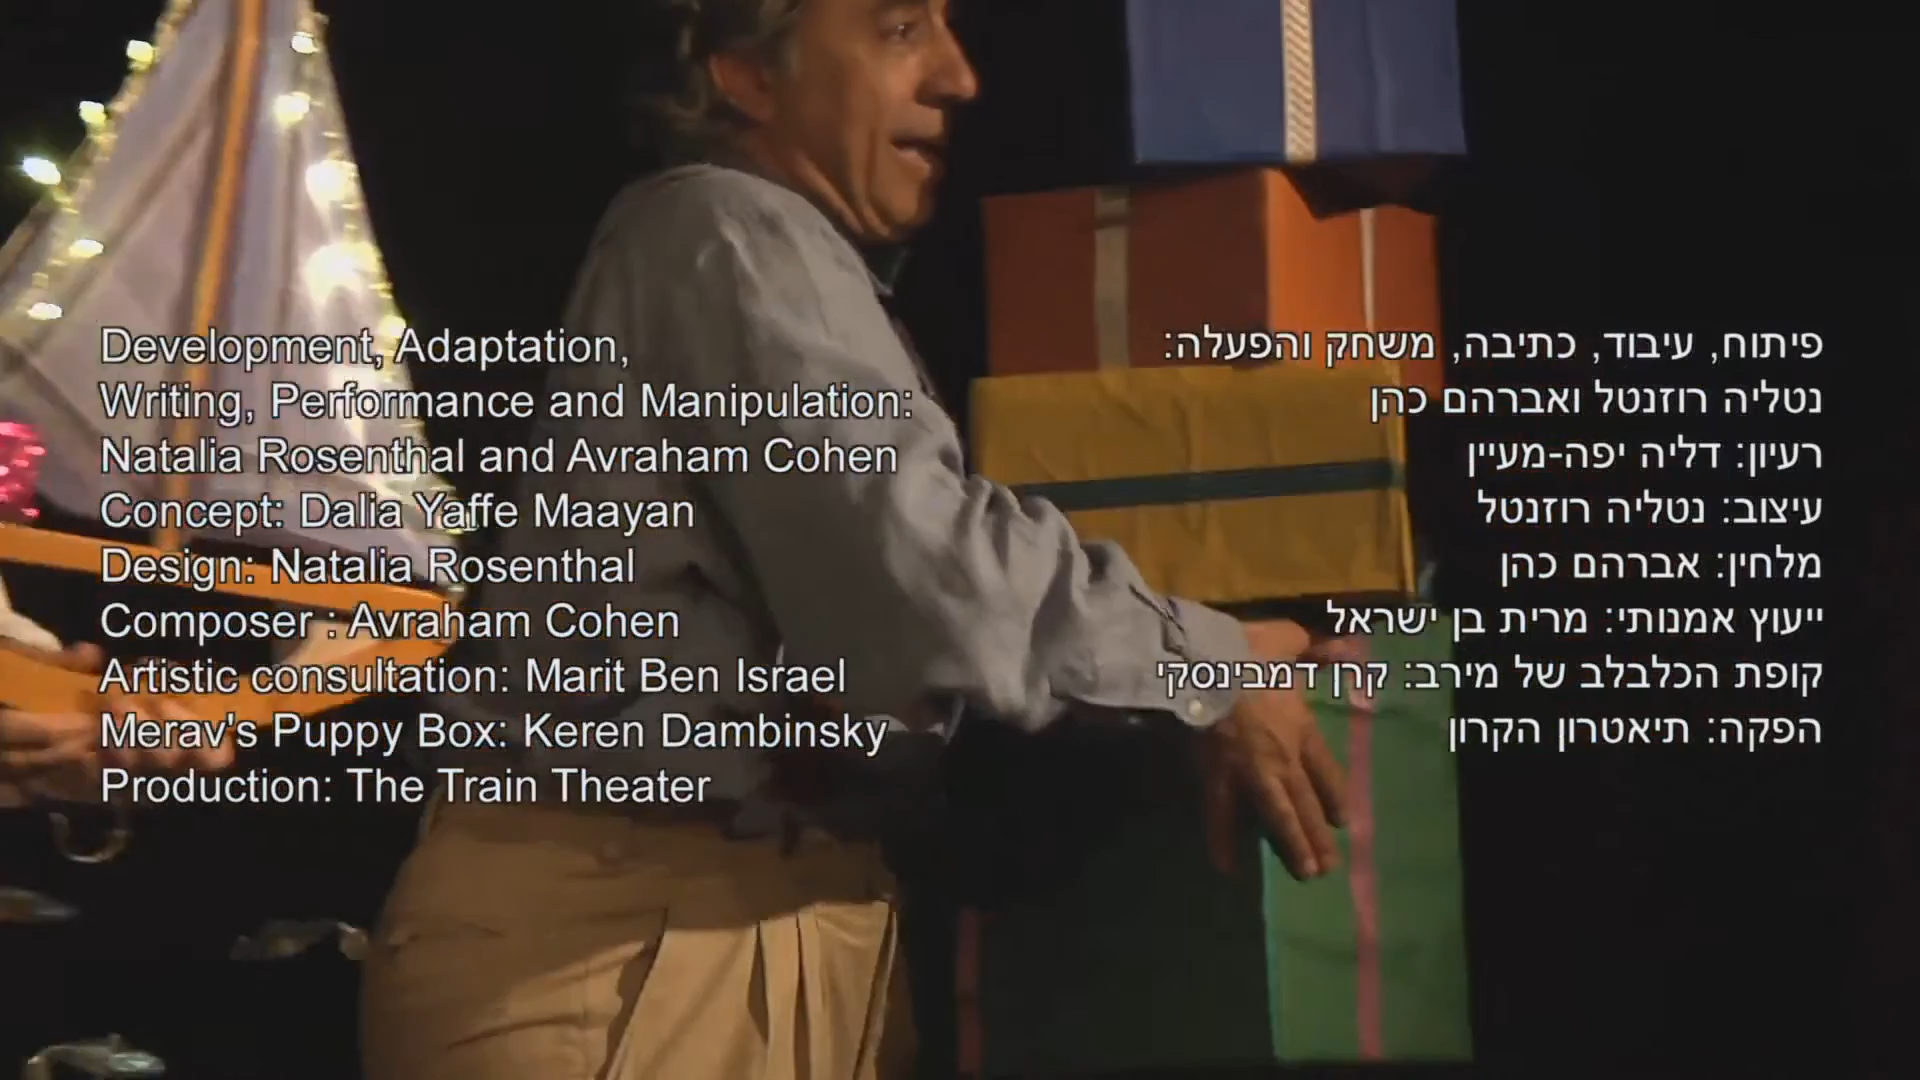 Development, Adaptation,
Writing, Performance and Manipulation:
Natalia Rosenthal and Avraham Cohen
Concept: Dalia Yaffe Maayan
Design: Natalia Rosenthal
Composer : Avraham Cohen
Artistic consultation: Marit Ben Israel
Merav's Puppy Box: Keren Dambinsky
Production: The Train Theater
פיתוח, עיבוד, כתיבה, משחק והפעלה:
נטליה רוזנטל ואברהם כהן
רעיון: דליה יפה-מעיין
עיצוב: נטליה רוזנטל
מלחין: אברהם כהן
ייעוץ אמנותי: מרית בן ישראל
קופת הכלבלב של מירב: קרן דמבינסקי
הפקה: תיאטרון הקרון